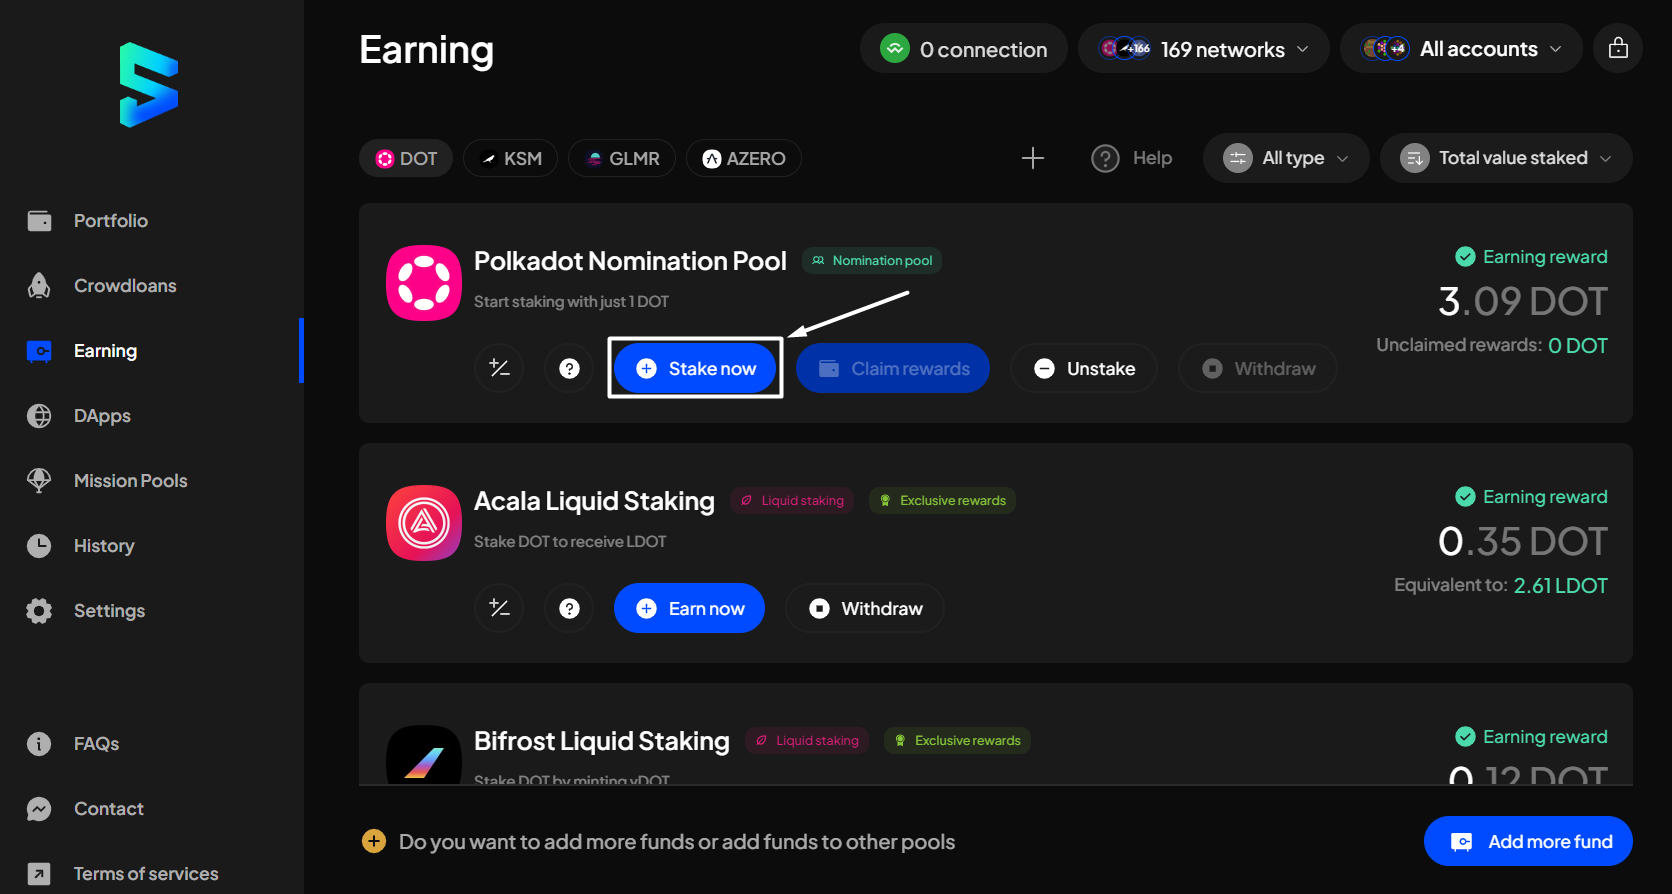 Earning
0 connection
+166
169 networks
+4
All accounts
DOT
KSM
GLMR
AZERO
Help
All type
Total value staked
Portfolio
Crowdloans
Earning
DApps
Mission Pools
History
Settings
FAQs
Contact
Terms of services
Polkadot Nomination Pool
Nomination pool
Start staking with just 1 DOT
Earning reward
3.09 DOT
Unclaimed rewards: 0 DOT
Stake now
Claim rewards
Unstake
Withdraw
Acala Liquid Staking
Liquid staking
Exclusive rewards
Stake DOT to receive LDOT
Earning reward
0.35 DOT
Equivalent to: 2.61 LDOT
Earn now
Withdraw
Bifrost Liquid Staking
Liquid staking
Exclusive rewards
Stake DOT by minting vDOT
Earning reward
0.12 DOT
Do you want to add more funds or add funds to other pools
Add more fund